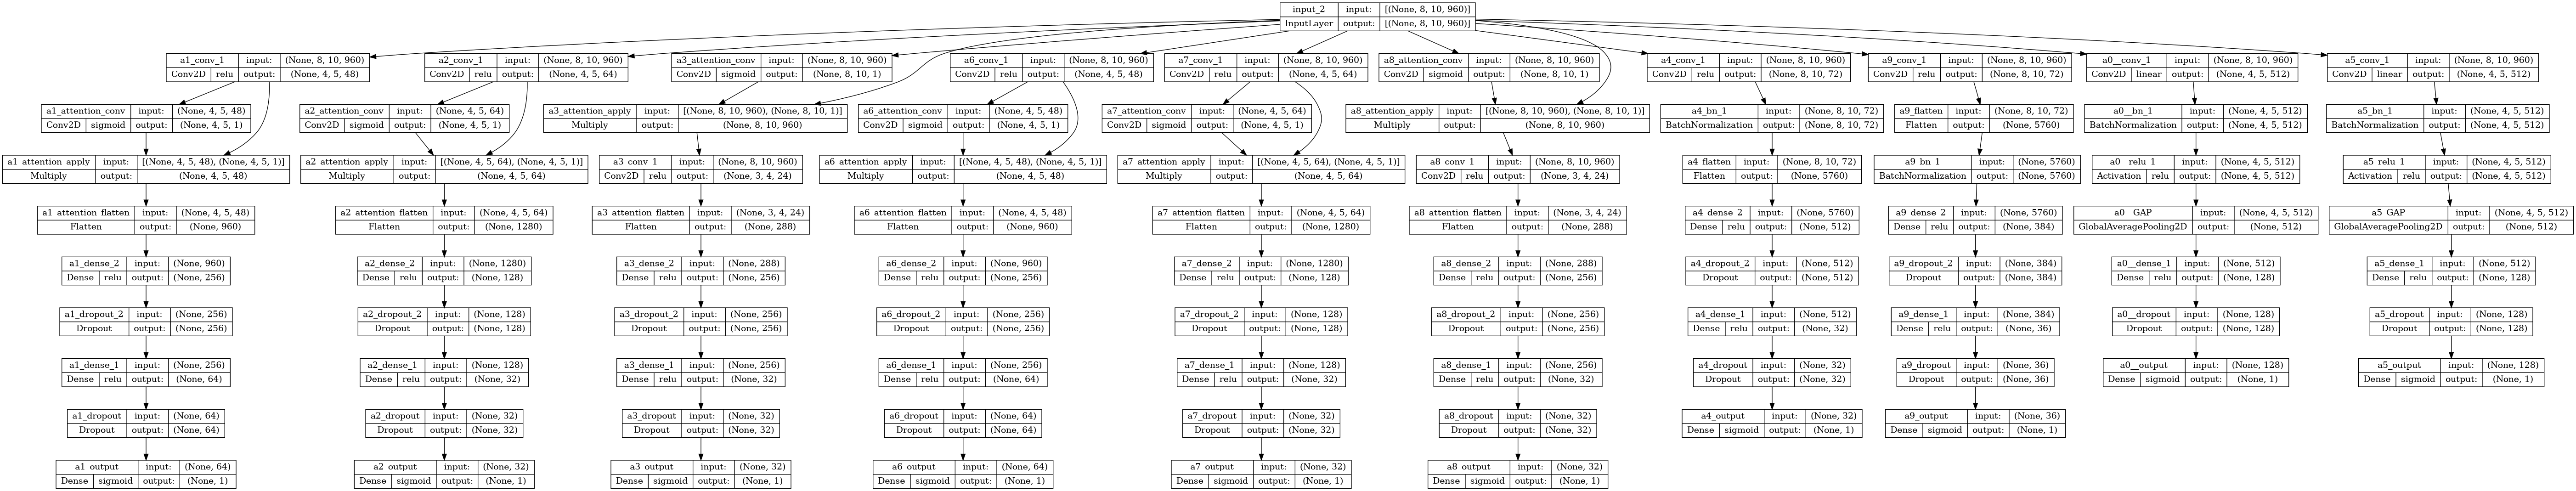 input_2 input: [(None, 8, 10, 960)]
InputLayer output: [(None, 8, 10, 960)]
a1_conv_1 input: (None, 8, 10, 960)
Conv2D relu output: (None, 4, 5, 48)
a2_conv_1 input: (None, 8, 10, 960)
Conv2D relu output: (None, 4, 5, 64)
a3_attention_conv input: (None, 8, 10, 960)
Conv2D sigmoid output: (None, 8, 10, 1)
a6_conv_1 input: (None, 8, 10, 960)
Conv2D relu output: (None, 4, 5, 48)
a7_conv_1 input: (None, 8, 10, 960)
Conv2D relu output: (None, 4, 5, 64)
a8_attention_conv input: (None, 8, 10, 960)
Conv2D sigmoid output: (None, 8, 10, 1)
a4_conv_1 input: (None, 8, 10, 960)
Conv2D relu output: (None, 8, 10, 72)
a9_conv_1 input: (None, 8, 10, 960)
Conv2D relu output: (None, 8, 10, 72)
a0__conv_1 input: (None, 8, 10, 960)
Conv2D linear output: (None, 4, 5, 512)
a5_conv_1 input: (None, 8, 10, 960)
Conv2D linear output: (None, 4, 5, 512)
a1_attention_conv input: (None, 4, 5, 48)
Conv2D sigmoid output: (None, 4, 5, 1)
a2_attention_conv input: (None, 4, 5, 64)
Conv2D sigmoid output: (None, 4, 5, 1)
a3_attention_apply input: [(None, 8, 10, 960), (None, 8, 10, 1)]
Multiply output: (None, 8, 10, 960)
a6_attention_conv input: (None, 4, 5, 48)
Conv2D sigmoid output: (None, 4, 5, 1)
a7_attention_conv input: (None, 4, 5, 64)
Conv2D sigmoid output: (None, 4, 5, 1)
a8_attention_apply input: [(None, 8, 10, 960), (None, 8, 10, 1)]
Multiply output: (None, 8, 10, 960)
a4_bn_1 input: (None, 8, 10, 72)
BatchNormalization output: (None, 8, 10, 72)
a9_flatten input: (None, 8, 10, 72)
Flatten output: (None, 5760)
a0__bn_1 input: (None, 4, 5, 512)
BatchNormalization output: (None, 4, 5, 512)
a5_bn_1 input: (None, 4, 5, 512)
BatchNormalization output: (None, 4, 5, 512)
a1_attention_apply input: [(None, 4, 5, 48), (None, 4, 5, 1)]
Multiply output: (None, 4, 5, 48)
a2_attention_apply input: [(None, 4, 5, 64), (None, 4, 5, 1)]
Multiply output: (None, 4, 5, 64)
a3_conv_1 input: (None, 8, 10, 960)
Conv2D relu output: (None, 3, 4, 24)
a6_attention_apply input: [(None, 4, 5, 48), (None, 4, 5, 1)]
Multiply output: (None, 4, 5, 48)
a7_attention_apply input: [(None, 4, 5, 64), (None, 4, 5, 1)]
Multiply output: (None, 4, 5, 64)
a8_conv_1 input: (None, 8, 10, 960)
Conv2D relu output: (None, 3, 4, 24)
a4_flatten input: (None, 8, 10, 72)
Flatten output: (None, 5760)
a9_bn_1 input: (None, 5760)
BatchNormalization output: (None, 5760)
a0__relu_1 input: (None, 4, 5, 512)
Activation relu output: (None, 4, 5, 512)
a5_relu_1 input: (None, 4, 5, 512)
Activation relu output: (None, 4, 5, 512)
a1_attention_flatten input: (None, 4, 5, 48)
Flatten output: (None, 960)
a2_attention_flatten input: (None, 4, 5, 64)
Flatten output: (None, 1280)
a3_attention_flatten input: (None, 3, 4, 24)
Flatten output: (None, 288)
a6_attention_flatten input: (None, 4, 5, 48)
Flatten output: (None, 960)
a7_attention_flatten input: (None, 4, 5, 64)
Flatten output: (None, 1280)
a8_attention_flatten input: (None, 3, 4, 24)
Flatten output: (None, 288)
a4_dense_2 input: (None, 5760)
Dense relu output: (None, 512)
a9_dense_2 input: (None, 5760)
Dense relu output: (None, 384)
a0__GAP input: (None, 4, 5, 512)
GlobalAveragePooling2D output: (None, 512)
a5_GAP input: (None, 4, 5, 512)
GlobalAveragePooling2D output: (None, 512)
a1_dense_2 input: (None, 960)
Dense relu output: (None, 256)
a2_dense_2 input: (None, 1280)
Dense relu output: (None, 128)
a3_dense_2 input: (None, 288)
Dense relu output: (None, 256)
a6_dense_2 input: (None, 960)
Dense relu output: (None, 256)
a7_dense_2 input: (None, 1280)
Dense relu output: (None, 128)
a8_dense_2 input: (None, 288)
Dense relu output: (None, 256)
a4_dropout_2 input: (None, 512)
Dropout output: (None, 512)
a9_dropout_2 input: (None, 384)
Dropout output: (None, 384)
a0__dense_1 input: (None, 512)
Dense relu output: (None, 128)
a5_dense_1 input: (None, 512)
Dense relu output: (None, 128)
a1_dropout_2 input: (None, 256)
Dropout output: (None, 256)
a2_dropout_2 input: (None, 128)
Dropout output: (None, 128)
a3_dropout_2 input: (None, 256)
Dropout output: (None, 256)
a6_dropout_2 input: (None, 256)
Dropout output: (None, 256)
a7_dropout_2 input: (None, 128)
Dropout output: (None, 128)
a8_dropout_2 input: (None, 256)
Dropout output: (None, 256)
a4_dense_1 input: (None, 512)
Dense relu output: (None, 32)
a9_dense_1 input: (None, 384)
Dense relu output: (None, 36)
a0__dropout input: (None, 128)
Dropout output: (None, 128)
a5_dropout input: (None, 128)
Dropout output: (None, 128)
a1_dense_1 input: (None, 256)
Dense relu output: (None, 64)
a2_dense_1 input: (None, 128)
Dense relu output: (None, 32)
a3_dense_1 input: (None, 256)
Dense relu output: (None, 32)
a6_dense_1 input: (None, 256)
Dense relu output: (None, 64)
a7_dense_1 input: (None, 128)
Dense relu output: (None, 32)
a8_dense_1 input: (None, 256)
Dense relu output: (None, 32)
a4_dropout input: (None, 32)
Dropout output: (None, 32)
a9_dropout input: (None, 36)
Dropout output: (None, 36)
a0__output input: (None, 128)
Dense sigmoid output: (None, 1)
a5_output input: (None, 128)
Dense sigmoid output: (None, 1)
a1_dropout input: (None, 64)
Dropout output: (None, 64)
a2_dropout input: (None, 32)
Dropout output: (None, 32)
a3_dropout input: (None, 32)
Dropout output: (None, 32)
a6_dropout input: (None, 64)
Dropout output: (None, 64)
a7_dropout input: (None, 32)
Dropout output: (None, 32)
a8_dropout input: (None, 32)
Dropout output: (None, 32)
a4_output input: (None, 32)
Dense sigmoid output: (None, 1)
a9_output input: (None, 36)
Dense sigmoid output: (None, 1)
a1_output input: (None, 64)
Dense sigmoid output: (None, 1)
a2_output input: (None, 32)
Dense sigmoid output: (None, 1)
a3_output input: (None, 32)
Dense sigmoid output: (None, 1)
a6_output input: (None, 64)
Dense sigmoid output: (None, 1)
a7_output input: (None, 32)
Dense sigmoid output: (None, 1)
a8_output input: (None, 32)
Dense sigmoid output: (None, 1)